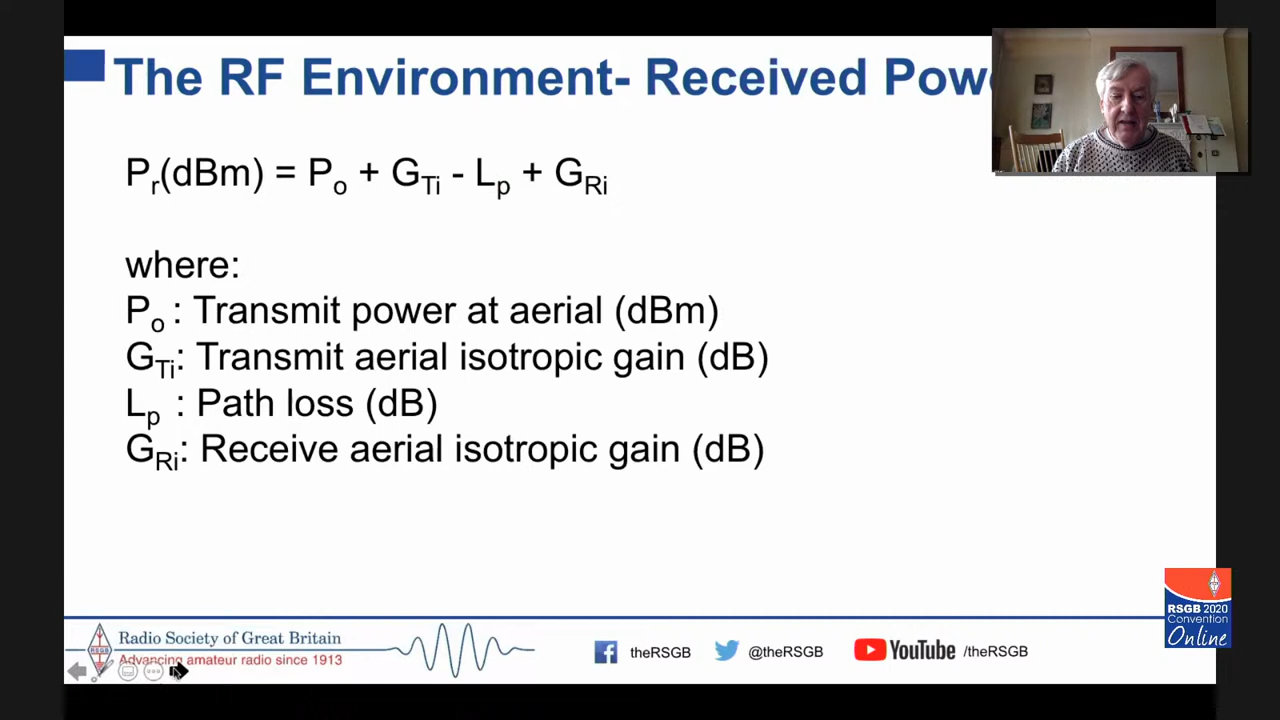 The RF Environment- Received Pow
Pr(dBm) = Po + GTi - Lp + GRi
where:
Po : Transmit power at aerial (dBm)
GTi: Transmit aerial isotropic gain (dB)
Lp : Path loss (dB)
GRi: Receive aerial isotropic gain (dB)
RSGB 2020
Convention
Online
RSGB
Radio Society of Great Britain
Advancing amateur radio since 1913
theRSGB
@theRSGB
YouTube /theRSGB